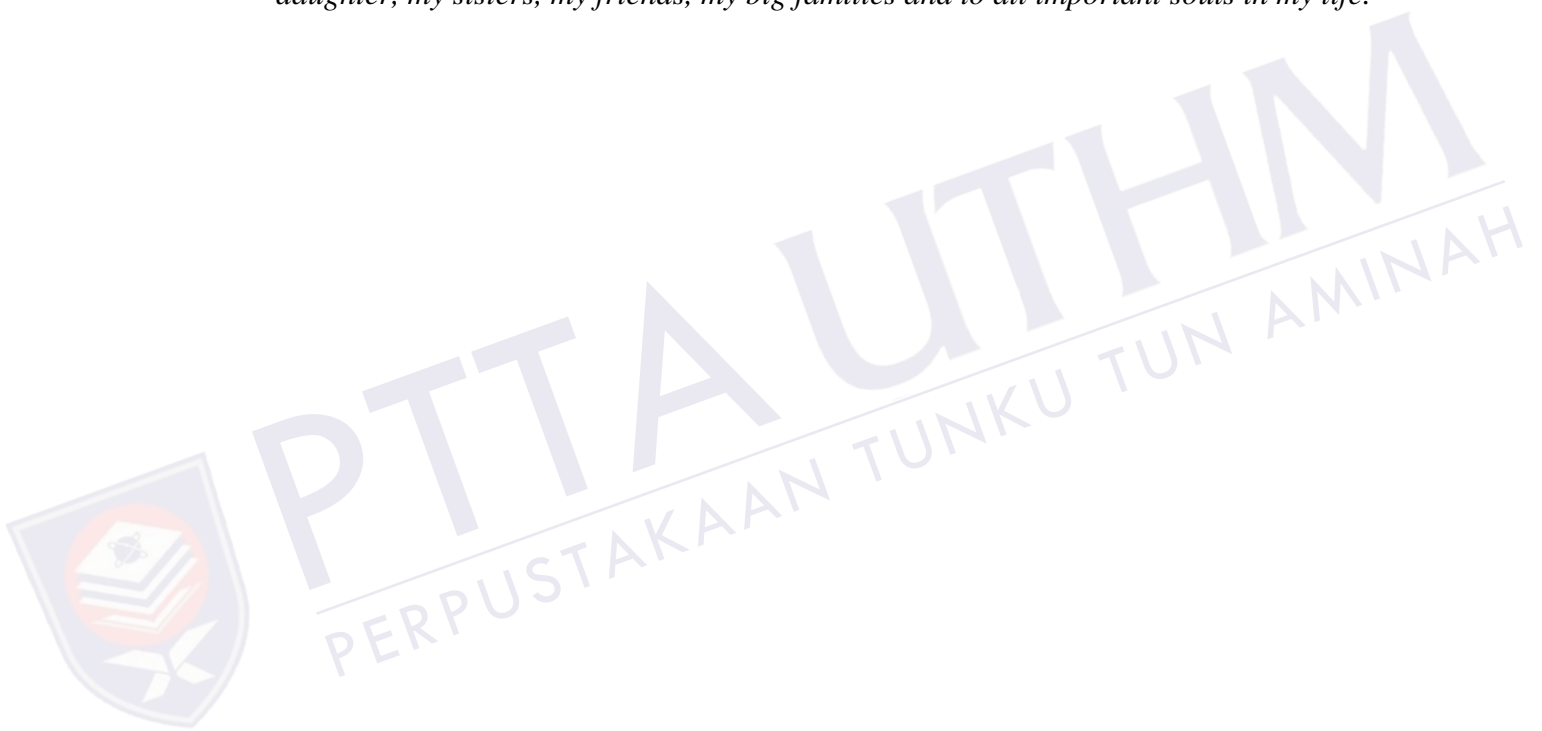 daughter, my sisters, my friends, my big families and to all important souls in my life.
PTTA UTHM
PERPUSTAKAAN TUNKU TUN AMINAH